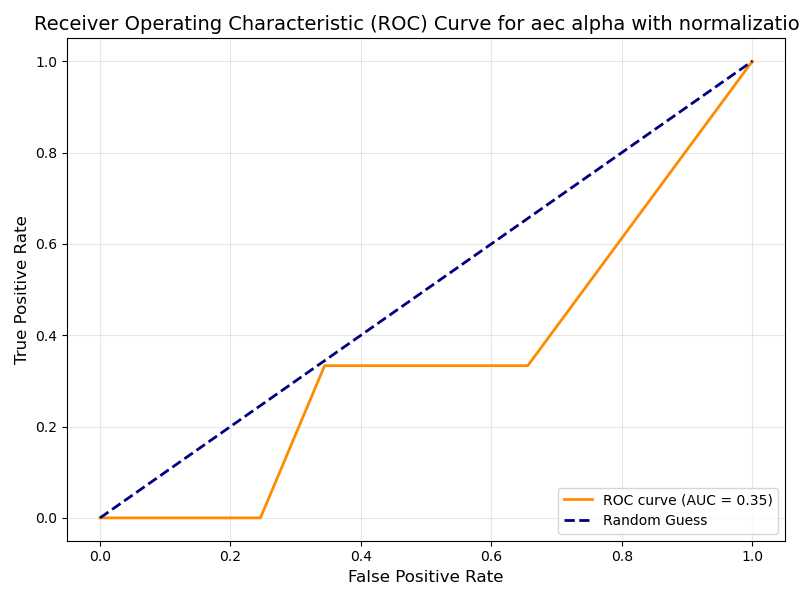 Receiver Operating Characteristic (ROC) Curve for aec alpha with normalizatio
True Positive Rate
1.0
0.8
0.6
0.4
0.2
0.0
0.0 0.2 0.4 0.6 0.8 1.0
False Positive Rate
ROC curve (AUC = 0.35)
Random Guess